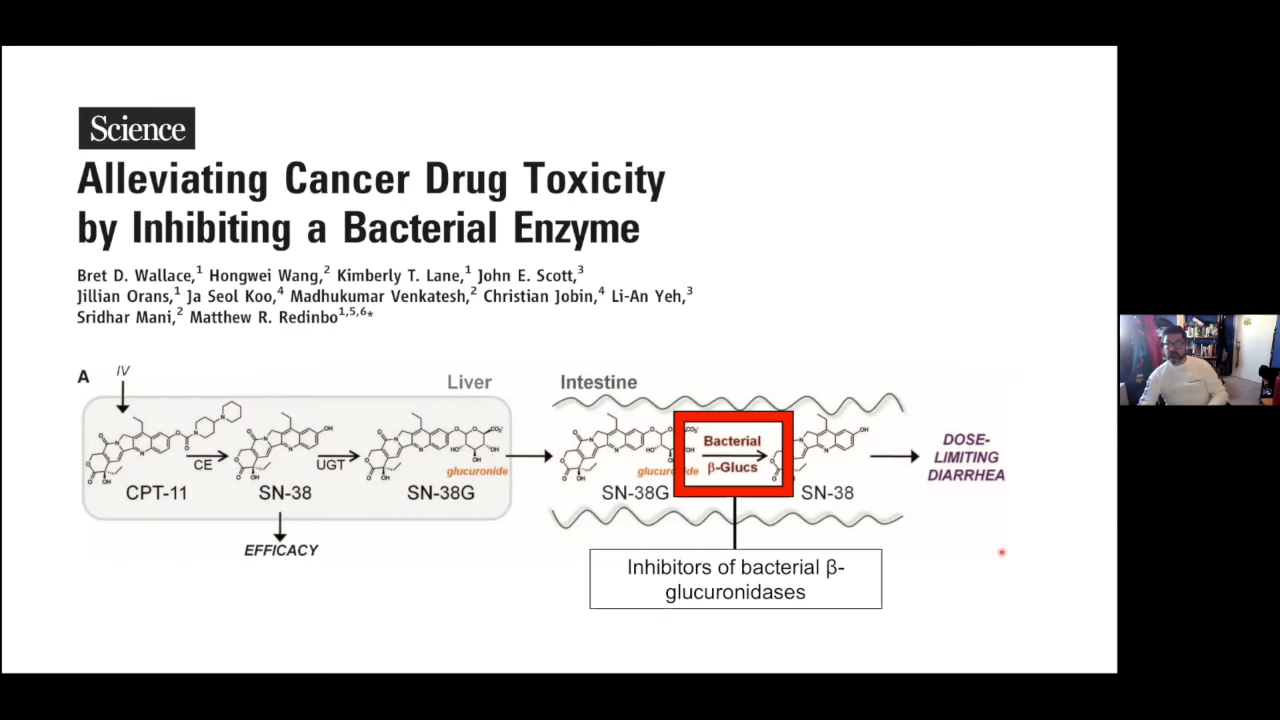 Science
Alleviating Cancer Drug Toxicity
by Inhibiting a Bacterial Enzyme
Bret D. Wallace,¹ Hongwei Wang,² Kimberly T. Lane,¹ John E. Scott,³
Jillian Orans,¹ Ja Seol Koo,⁴ Madhukumar Venkatesh,² Christian Jobin,⁴ Li-An Yeh,³
Sridhar Mani,² Matthew R. Redinbo¹,⁵,⁶*
A
IV
Liver
Intestine
CE
UGT
glucuronide
CPT-11
SN-38
SN-38G
EFFICACY
glucuronide
SN-38G
Bacterial
β-Glucs
SN-38
DOSE-
LIMITING
DIARRHEA
Inhibitors of bacterial β-
glucuronidases